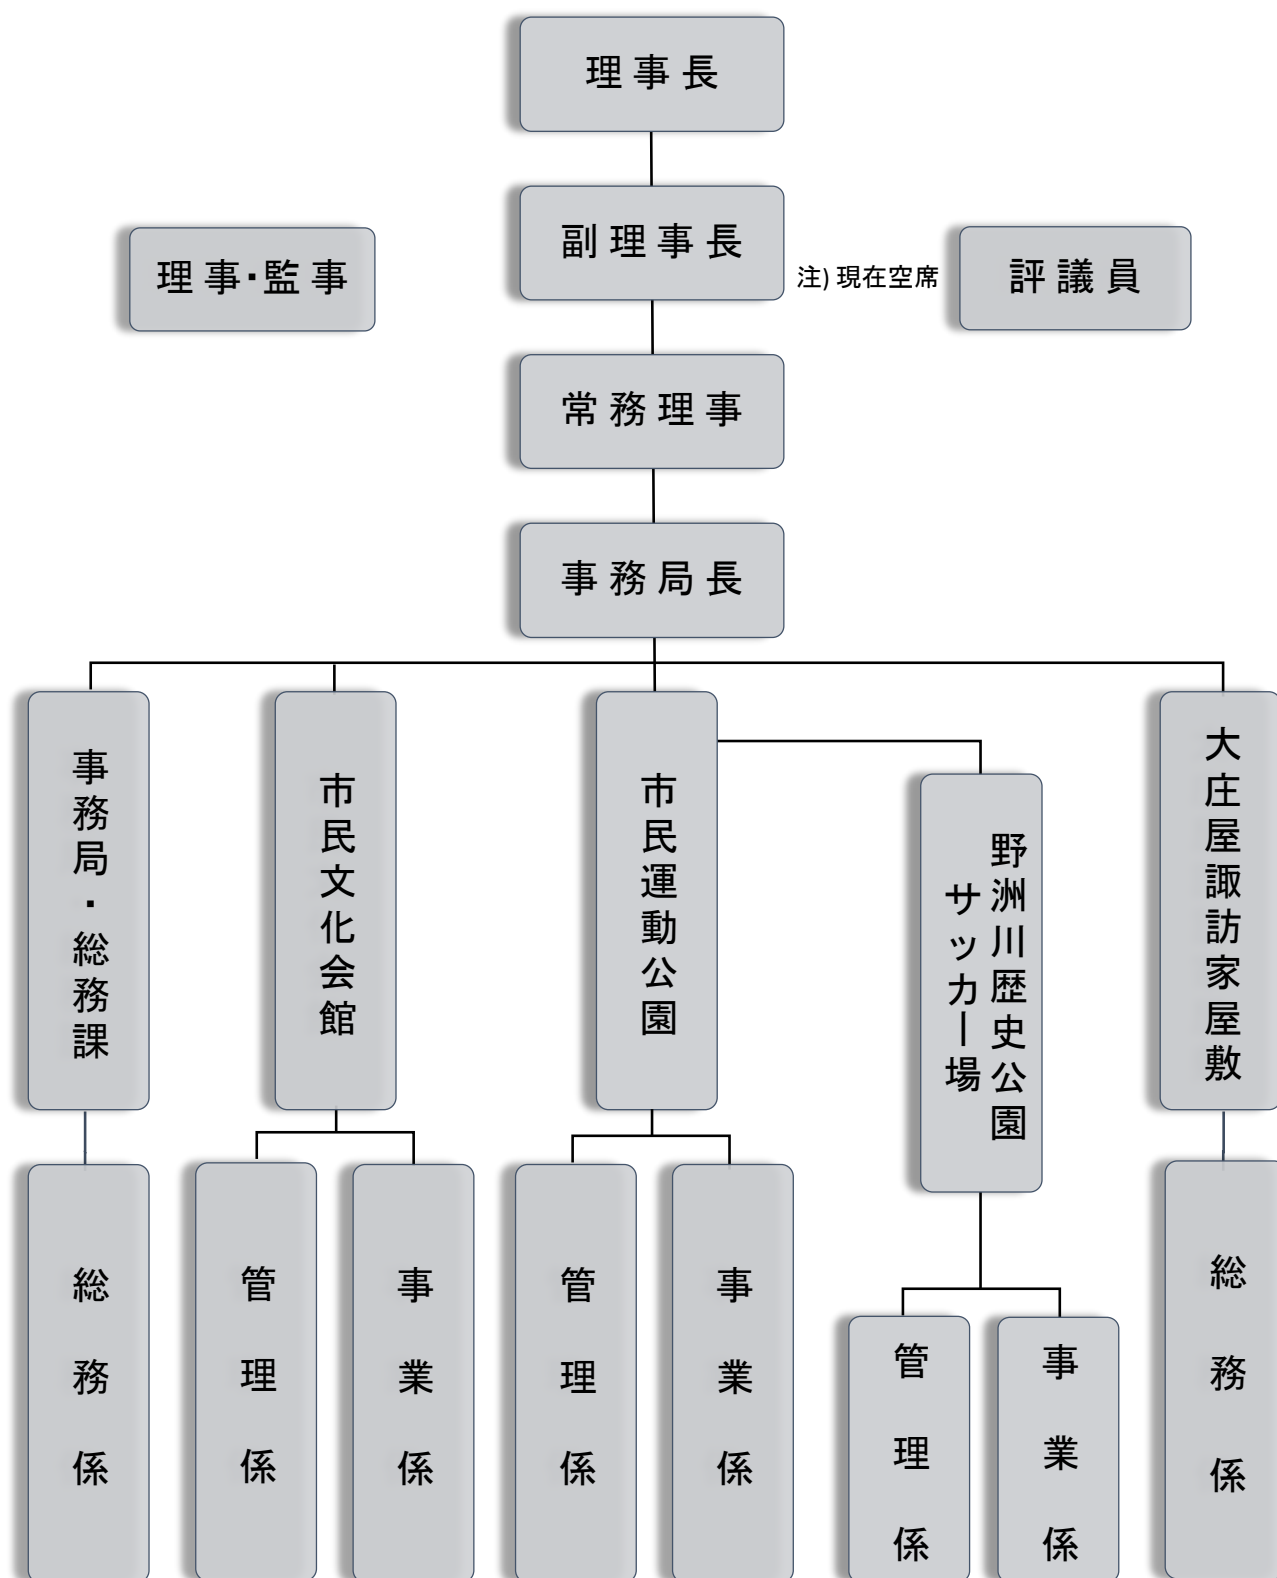 理事長
副理事長
理事・監事
注) 現在空席
評議員
常務理事
事務局長
事務局・総務課
市民文化会館
市民運動公園
野洲川歴史公園
サッカー場
大庄屋諏訪家屋敷
総務係
管理係
事業係
管理係
事業係
管理係
事業係
総務係